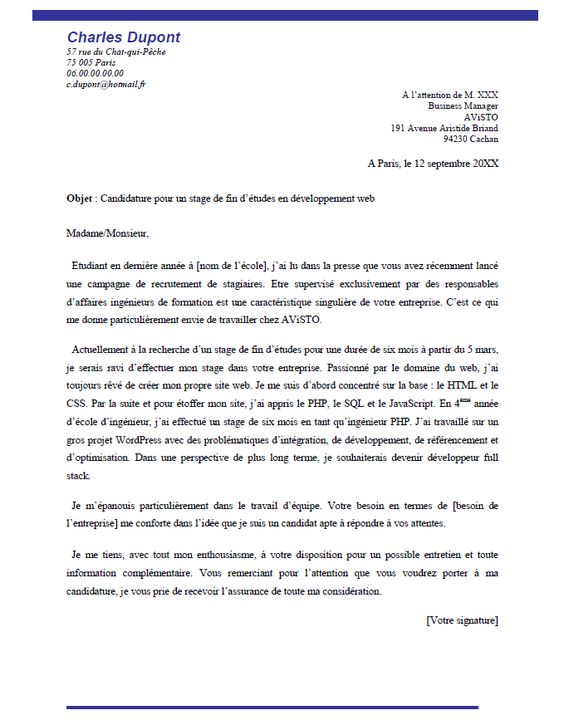 Charles Dupont
57 rue du Chat-qui-Pêche
75 005 Paris
06.00.00.00.00
c.dupont@hotmail.fr
A l’attention de M. XXX
Business Manager
AViSTO
191 Avenue Aristide Briand
94230 Cachan
A Paris, le 12 septembre 20XX
Objet : Candidature pour un stage de fin d’études en développement web
Madame/Monsieur,
Etudiant en dernière année à [nom de l’école], j’ai lu dans la presse que vous avez récemment lancé
une campagne de recrutement de stagiaires. Etre supervisé exclusivement par des responsables
d’affaires ingénieurs de formation est une caractéristique singulière de votre entreprise. C’est ce qui
me donne particulièrement envie de travailler chez AViSTO.
Actuellement à la recherche d’un stage de fin d’études pour une durée de six mois à partir du 5 mars,
je serais ravi d’effectuer mon stage dans votre entreprise. Passionné par le domaine du web, j’ai
toujours rêvé de créer mon propre site web. Je me suis d’abord concentré sur la base : le HTML et le
CSS. Par la suite et pour étoffer mon site, j’ai appris le PHP, le SQL et le JavaScript. En 4ème année
d’école d’ingénieur, j’ai effectué un stage de six mois en tant qu’ingénieur PHP. J’ai travaillé sur un
gros projet WordPress avec des problématiques d’intégration, de développement, de référencement et
d’optimisation. Dans une perspective de plus long terme, je souhaiterais devenir développeur full
stack.
Je m’épanouis particulièrement dans le travail d’équipe. Votre besoin en termes de [besoin de
l’entreprise] me conforte dans l’idée que je suis un candidat apte à répondre à vos attentes.
Je me tiens, avec tout mon enthousiasme, à votre disposition pour un possible entretien et toute
information complémentaire. Vous remerciant pour l’attention que vous voudrez porter à ma
candidature, je vous prie de recevoir l’assurance de toute ma considération.
[Votre signature]